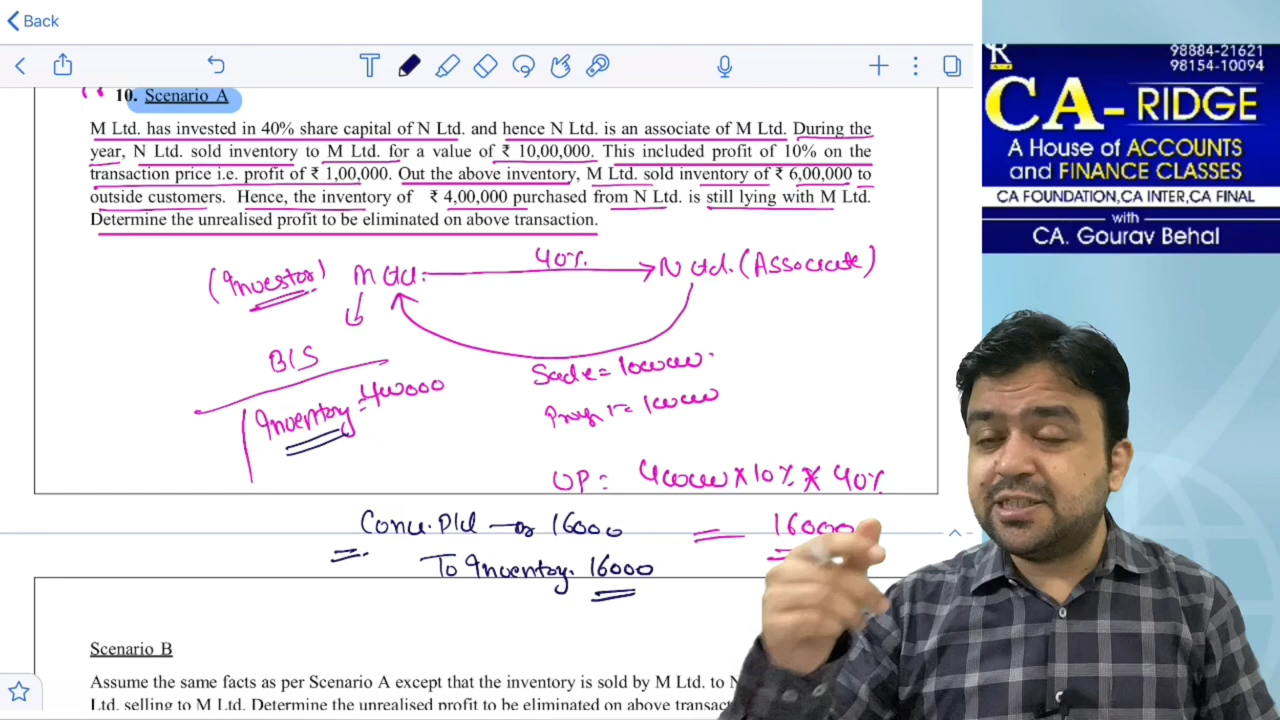 Back
98884-21621
98154-10094
CA- RIDGE
A House of ACCOUNTS
and FINANCE CLASSES
CA FOUNDATION,CA INTER,CA FINAL
with
CA. Gourav Behal
10. Scenario A
M Ltd. has invested in 40% share capital of N Ltd. and hence N Ltd. is an associate of M Ltd. During the
year, N Ltd. sold inventory to M Ltd. for a value of ₹ 10,00,000. This included profit of 10% on the
transaction price i.e. profit of ₹ 1,00,000. Out the above inventory, M Ltd. sold inventory of ₹ 6,00,000 to
outside customers. Hence, the inventory of ₹ 4,00,000 purchased from N Ltd. is still lying with M Ltd.
Determine the unrealised profit to be eliminated on above transaction.
(Investor) M Ltd. 40% N Ltd. (Associate)
B/S
Inventory = 400000
Sale = 1000000
Profit = 100000
UP = 400000 × 10% × 40%
= 16000
16000
To Inventory. 16000
Scenario B
Assume the same facts as per Scenario A except that the inventory is sold by M Ltd. to N
Ltd. selling to M Ltd. Determine the unrealised profit to be eliminated on above transact